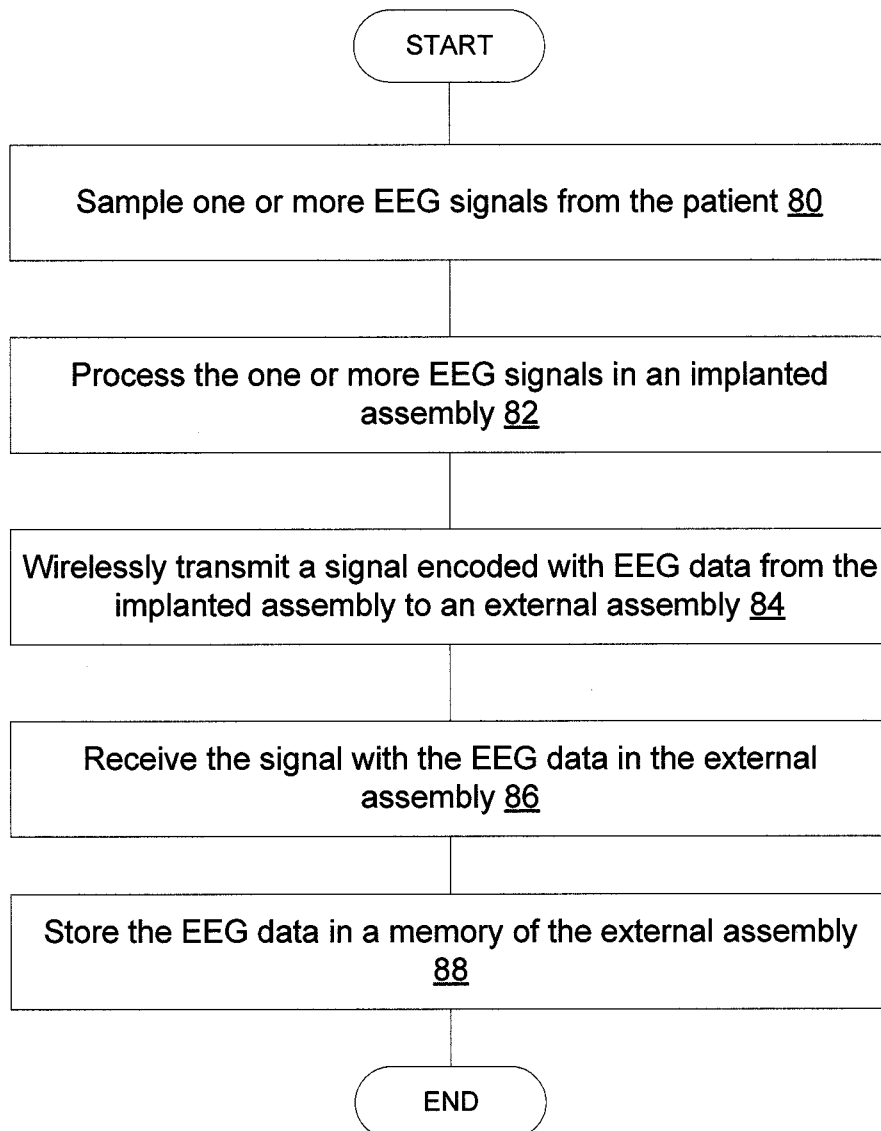 START
Sample one or more EEG signals from the patient 80
Process the one or more EEG signals in an implanted
assembly 82
Wirelessly transmit a signal encoded with EEG data from the
implanted assembly to an external assembly 84
Receive the signal with the EEG data in the external
assembly 86
Store the EEG data in a memory of the external assembly
88
END